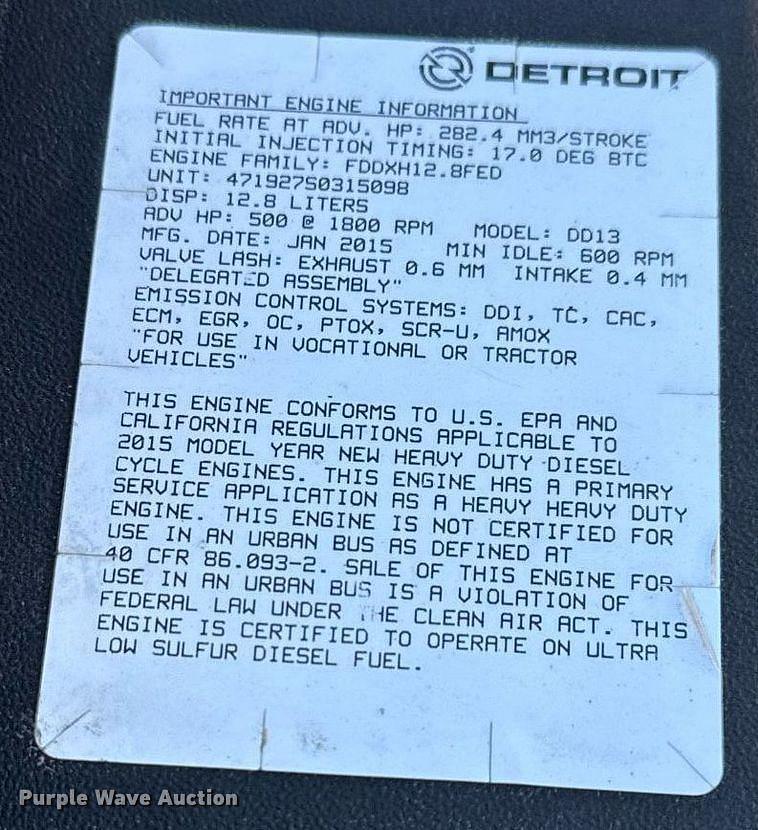 DETROIT
IMPORTANT ENGINE INFORMATION
FUEL RATE AT ADV. HP: 282.4 MM3/STROKE
INITIAL INJECTION TIMING: 17.0 DEG BTC
ENGINE FAMILY: FDDXH12.8FED
UNIT: 471927S0315098
DISP: 12.8 LITERS
ADV HP: 500 @ 1800 RPM MODEL: DD13
MFG. DATE: JAN 2015 MIN IDLE: 600 RPM
VALVE LASH: EXHAUST 0.6 MM INTAKE 0.4 MM
"DELEGATED ASSEMBLY"
EMISSION CONTROL SYSTEMS: DDI, TC, CAC,
ECM, EGR, OC, PTOX, SCR-U, AMOX
"FOR USE IN VOCATIONAL OR TRACTOR
VEHICLES"
THIS ENGINE CONFORMS TO U.S. EPA AND
CALIFORNIA REGULATIONS APPLICABLE TO
2015 MODEL YEAR NEW HEAVY DUTY DIESEL
CYCLE ENGINES. THIS ENGINE HAS A PRIMARY
SERVICE APPLICATION AS A HEAVY HEAVY DUTY
ENGINE. THIS ENGINE IS NOT CERTIFIED FOR
USE IN AN URBAN BUS AS DEFINED AT
40 CFR 86.093-2. SALE OF THIS ENGINE FOR
USE IN AN URBAN BUS IS A VIOLATION OF
FEDERAL LAW UNDER THE CLEAN AIR ACT. THIS
ENGINE IS CERTIFIED TO OPERATE ON ULTRA
LOW SULFUR DIESEL FUEL.
Purple Wave Auction